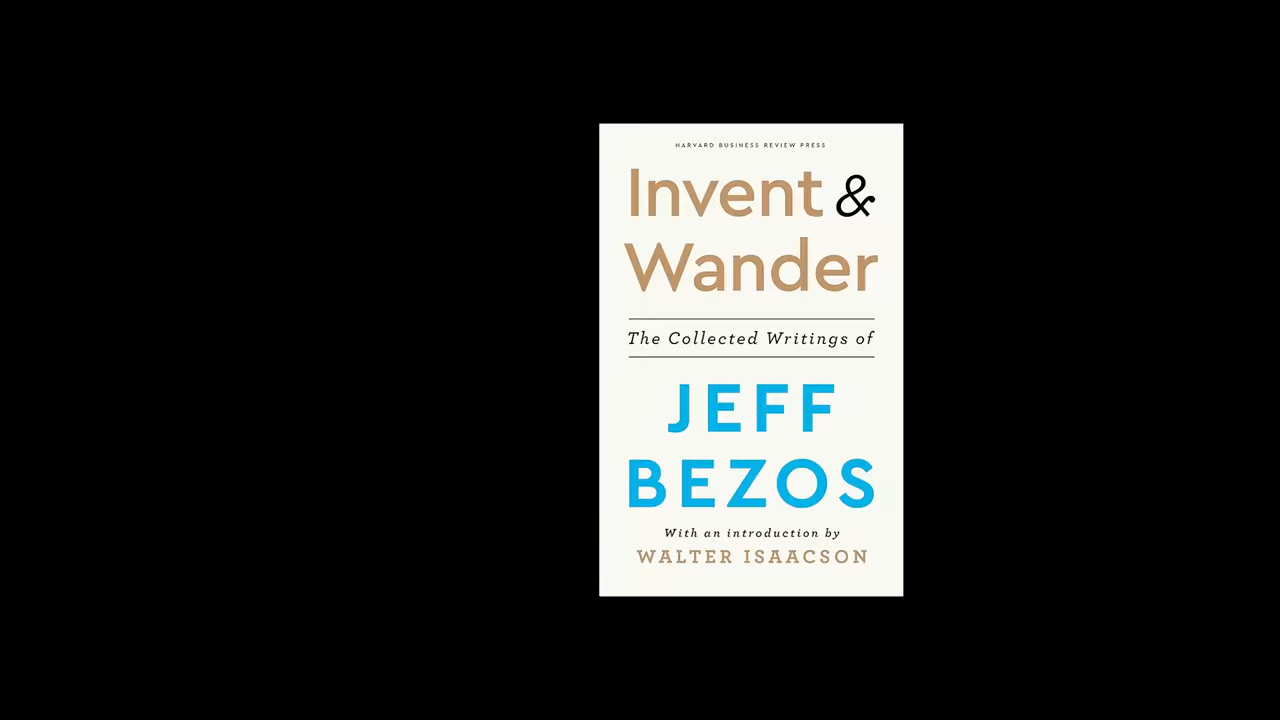 HARVARD BUSINESS REVIEW PRESS
Invent &
Wander
The Collected Writings of
JEFF
BEZOS
With an introduction by
WALTER ISAACSON